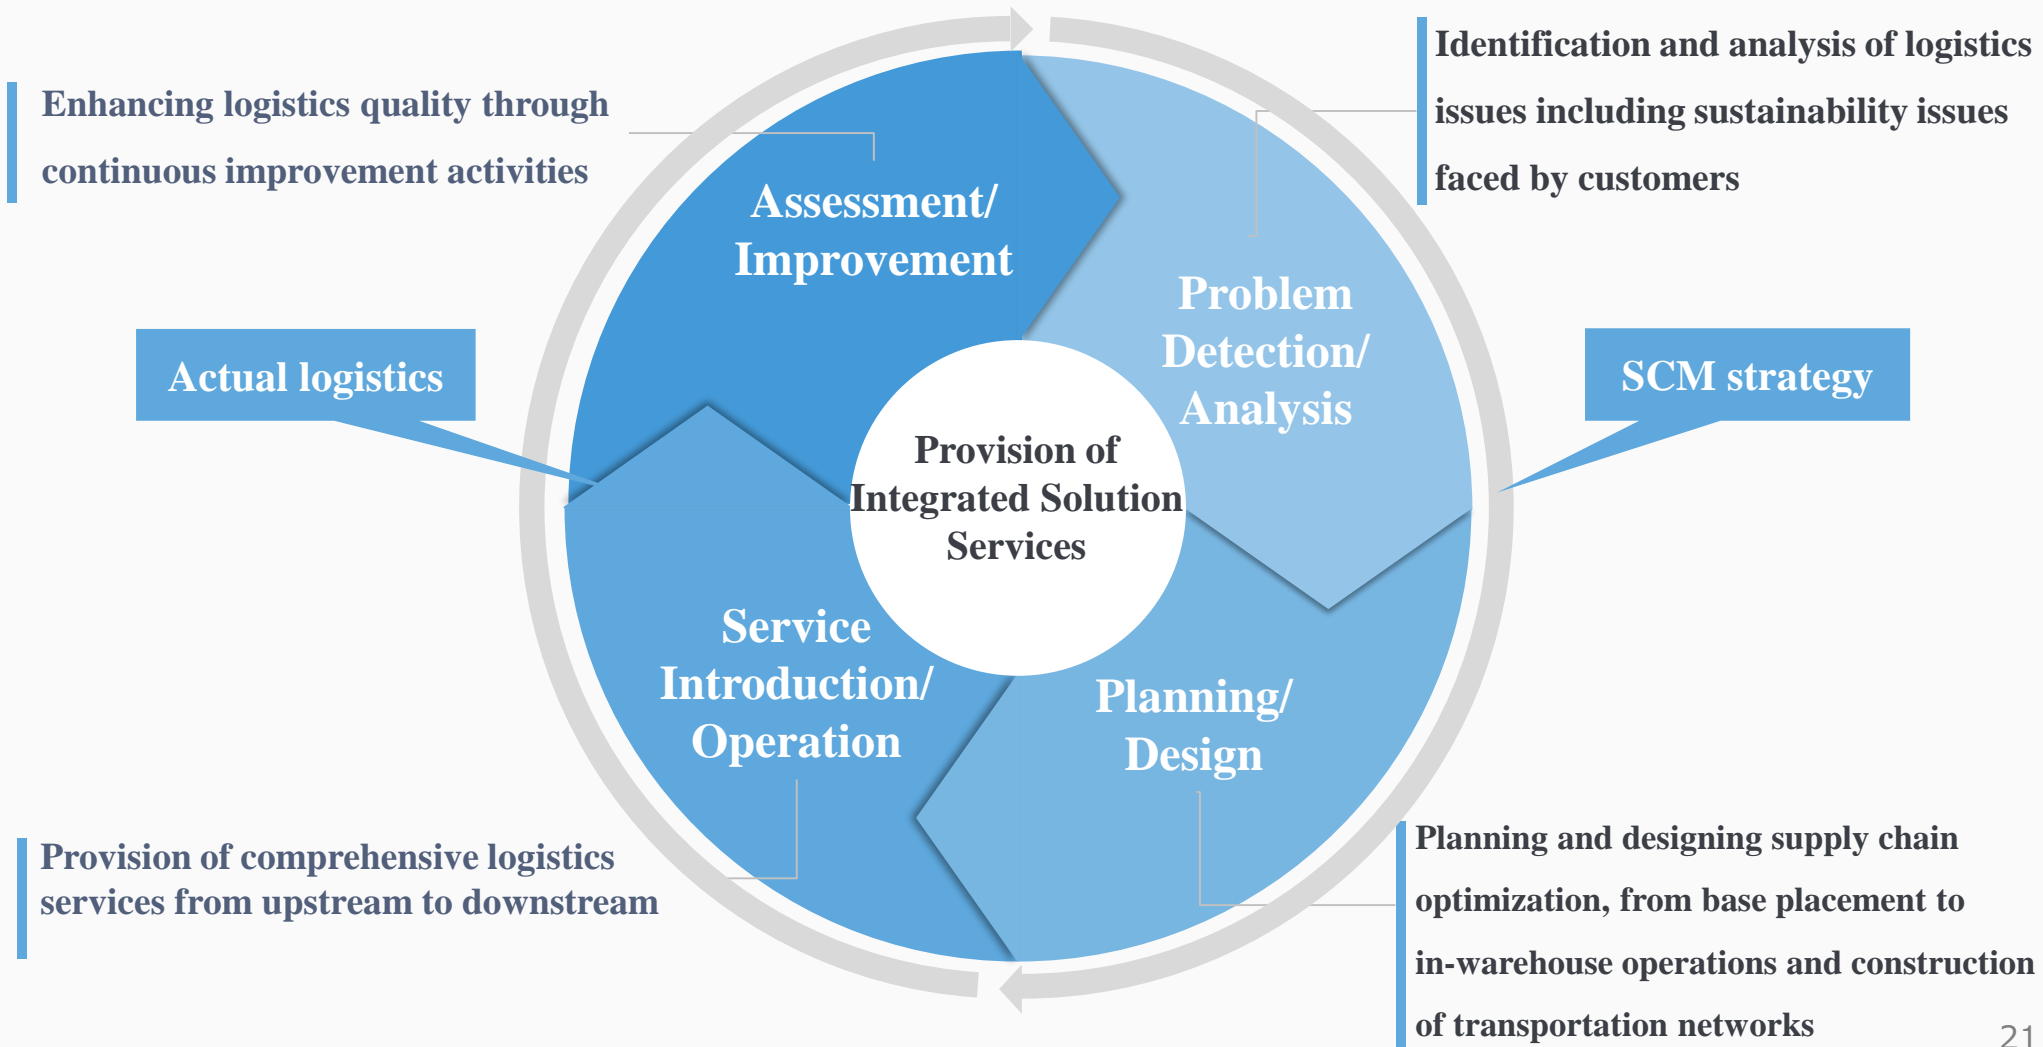 Enhancing logistics quality through
continuous improvement activities
Identification and analysis of logistics
issues including sustainability issues
faced by customers
Assessment/
Improvement
Problem
Detection/
Analysis
Actual logistics
SCM strategy
Provision of
Integrated Solution
Services
Service
Introduction/
Operation
Planning/
Design
Provision of comprehensive logistics
services from upstream to downstream
Planning and designing supply chain
optimization, from base placement to
in-warehouse operations and construction
of transportation networks
21